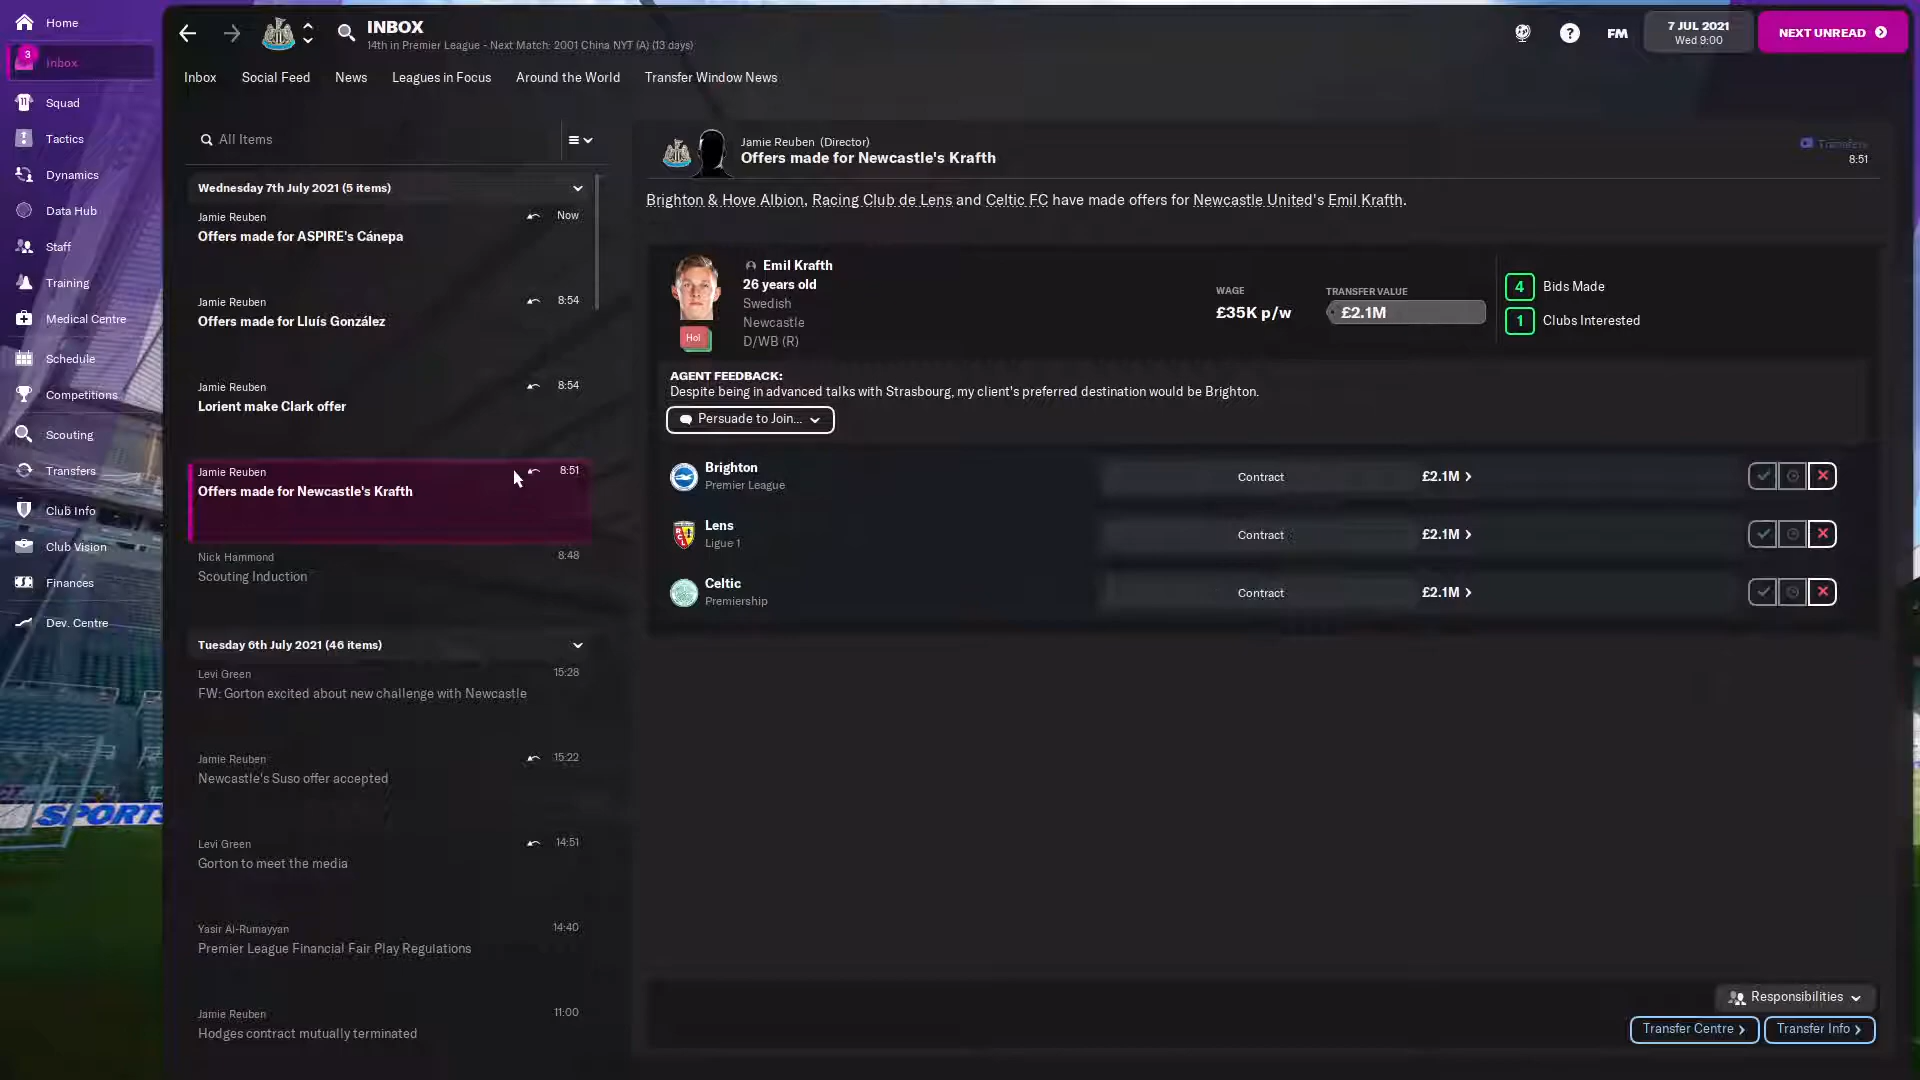 Home
3
Inbox
Squad
Tactics
Dynamics
Data Hub
Staff
Training
Medical Centre
Schedule
Competitions
Scouting
Transfers
Club Info
Club Vision
Finances
Dev. Centre
SPORTS
INBOX
14th in Premier League - Next Match: 2001 China NYT (A) (13 days)
FM
7 JUL 2021
Wed 9:00
NEXT UNREAD
Inbox
Social Feed
News
Leagues in Focus
Around the World
Transfer Window News
All Items
Wednesday 7th July 2021 (5 items)
Jamie Reuben
Now
Offers made for ASPIRE's Cánepa
Jamie Reuben
8:54
Offers made for Lluís González
Jamie Reuben
8:54
Lorient make Clark offer
Jamie Reuben
8:51
Offers made for Newcastle's Krafth
Nick Hammond
8:48
Scouting Induction
Tuesday 6th July 2021 (46 items)
Levi Green
15:28
FW: Gorton excited about new challenge with Newcastle
Jamie Reuben
15:22
Newcastle's Suso offer accepted
Levi Green
14:51
Gorton to meet the media
Yasir Al-Rumayyan
14:40
Premier League Financial Fair Play Regulations
Jamie Reuben
11:00
Hodges contract mutually terminated
Jamie Reuben (Director)
Offers made for Newcastle's Krafth
Transfers
8:51
Brighton & Hove Albion, Racing Club de Lens and Celtic FC have made offers for Newcastle United's Emil Krafth.
Emil Krafth
26 years old
Swedish
Newcastle
D/WB (R)
Hol
WAGE
£35K p/w
TRANSFER VALUE
£2.1M
4 Bids Made
1 Clubs Interested
AGENT FEEDBACK:
Despite being in advanced talks with Strasbourg, my client's preferred destination would be Brighton.
Persuade to Join...
Brighton
Premier League
Contract
£2.1M
Lens
Ligue 1
Contract
£2.1M
Celtic
Premiership
Contract
£2.1M
Responsibilities
Transfer Centre
Transfer Info